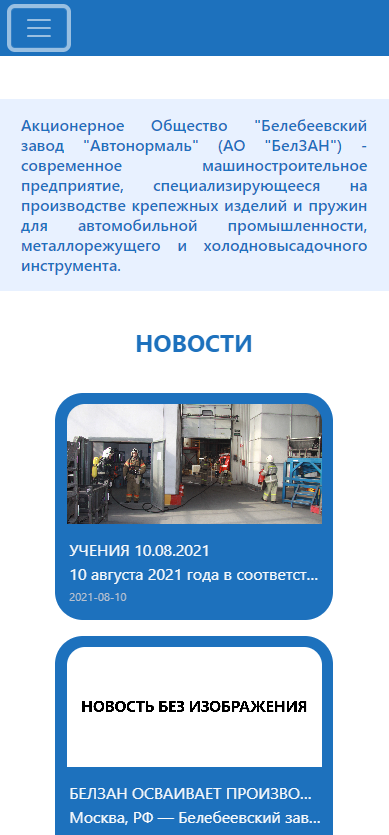 Акционерное Общество "Белебеевский
завод "Автонормаль" (АО "БелЗАН") -
современное машиностроительное
предприятие, специализирующееся на
производстве крепежных изделий и пружин
для автомобильной промышленности,
металлорежущего и холодновысадочного
инструмента.
НОВОСТИ
УЧЕНИЯ 10.08.2021
10 августа 2021 года в соответст...
2021-08-10
НОВОСТЬ БЕЗ ИЗОБРАЖЕНИЯ
БЕЛЗАН ОСВАИВАЕТ ПРОИЗВО...
Москва, РФ — Белебеевский зав...